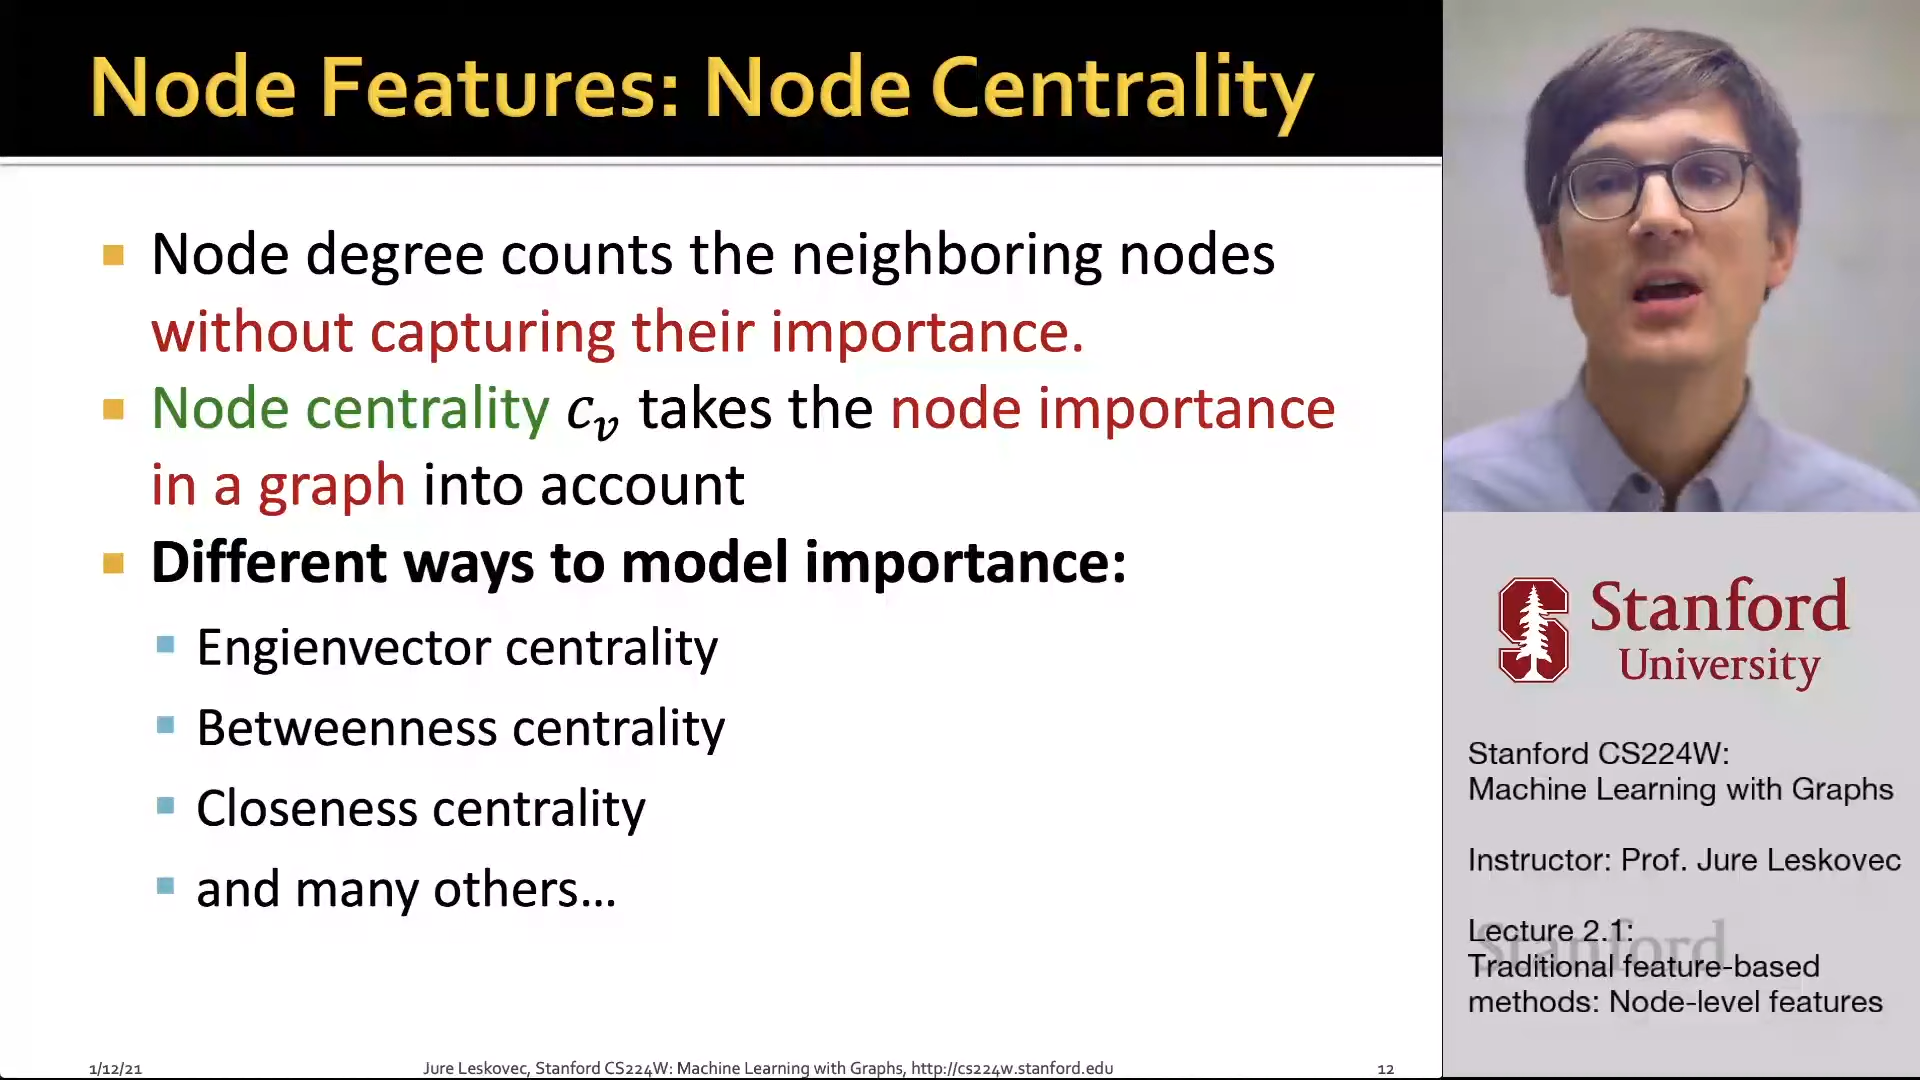 Node Features: Node Centrality
Node degree counts the neighboring nodes
without capturing their importance.
Node centrality c_v takes the node importance
in a graph into account
Different ways to model importance:
Engienvector centrality
Betweenness centrality
Closeness centrality
and many others...
1/12/21
Jure Leskovec, Stanford CS224W: Machine Learning with Graphs, http://cs224w.stanford.edu
12
Stanford
University
Stanford CS224W:
Machine Learning with Graphs
Instructor: Prof. Jure Leskovec
Lecture 2.1:
Stanford
Traditional feature-based
methods: Node-level features